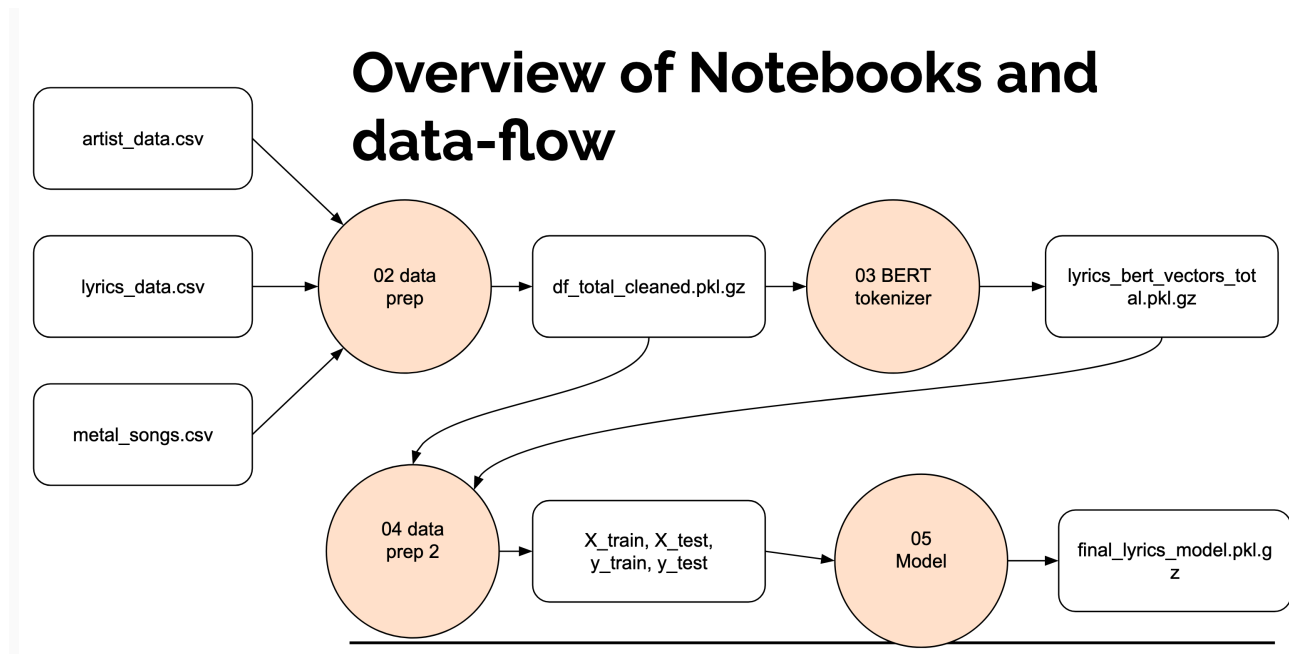 Overview of Notebooks and
data-flow
artist_data.csv
lyrics_data.csv
metal_songs.csv
02 data
prep
df_total_cleaned.pkl.gz
03 BERT
tokenizer
lyrics_bert_vectors_tot
al.pkl.gz
04 data
prep 2
X_train, X_test,
y_train, y_test
05
Model
final_lyrics_model.pkl.g
z